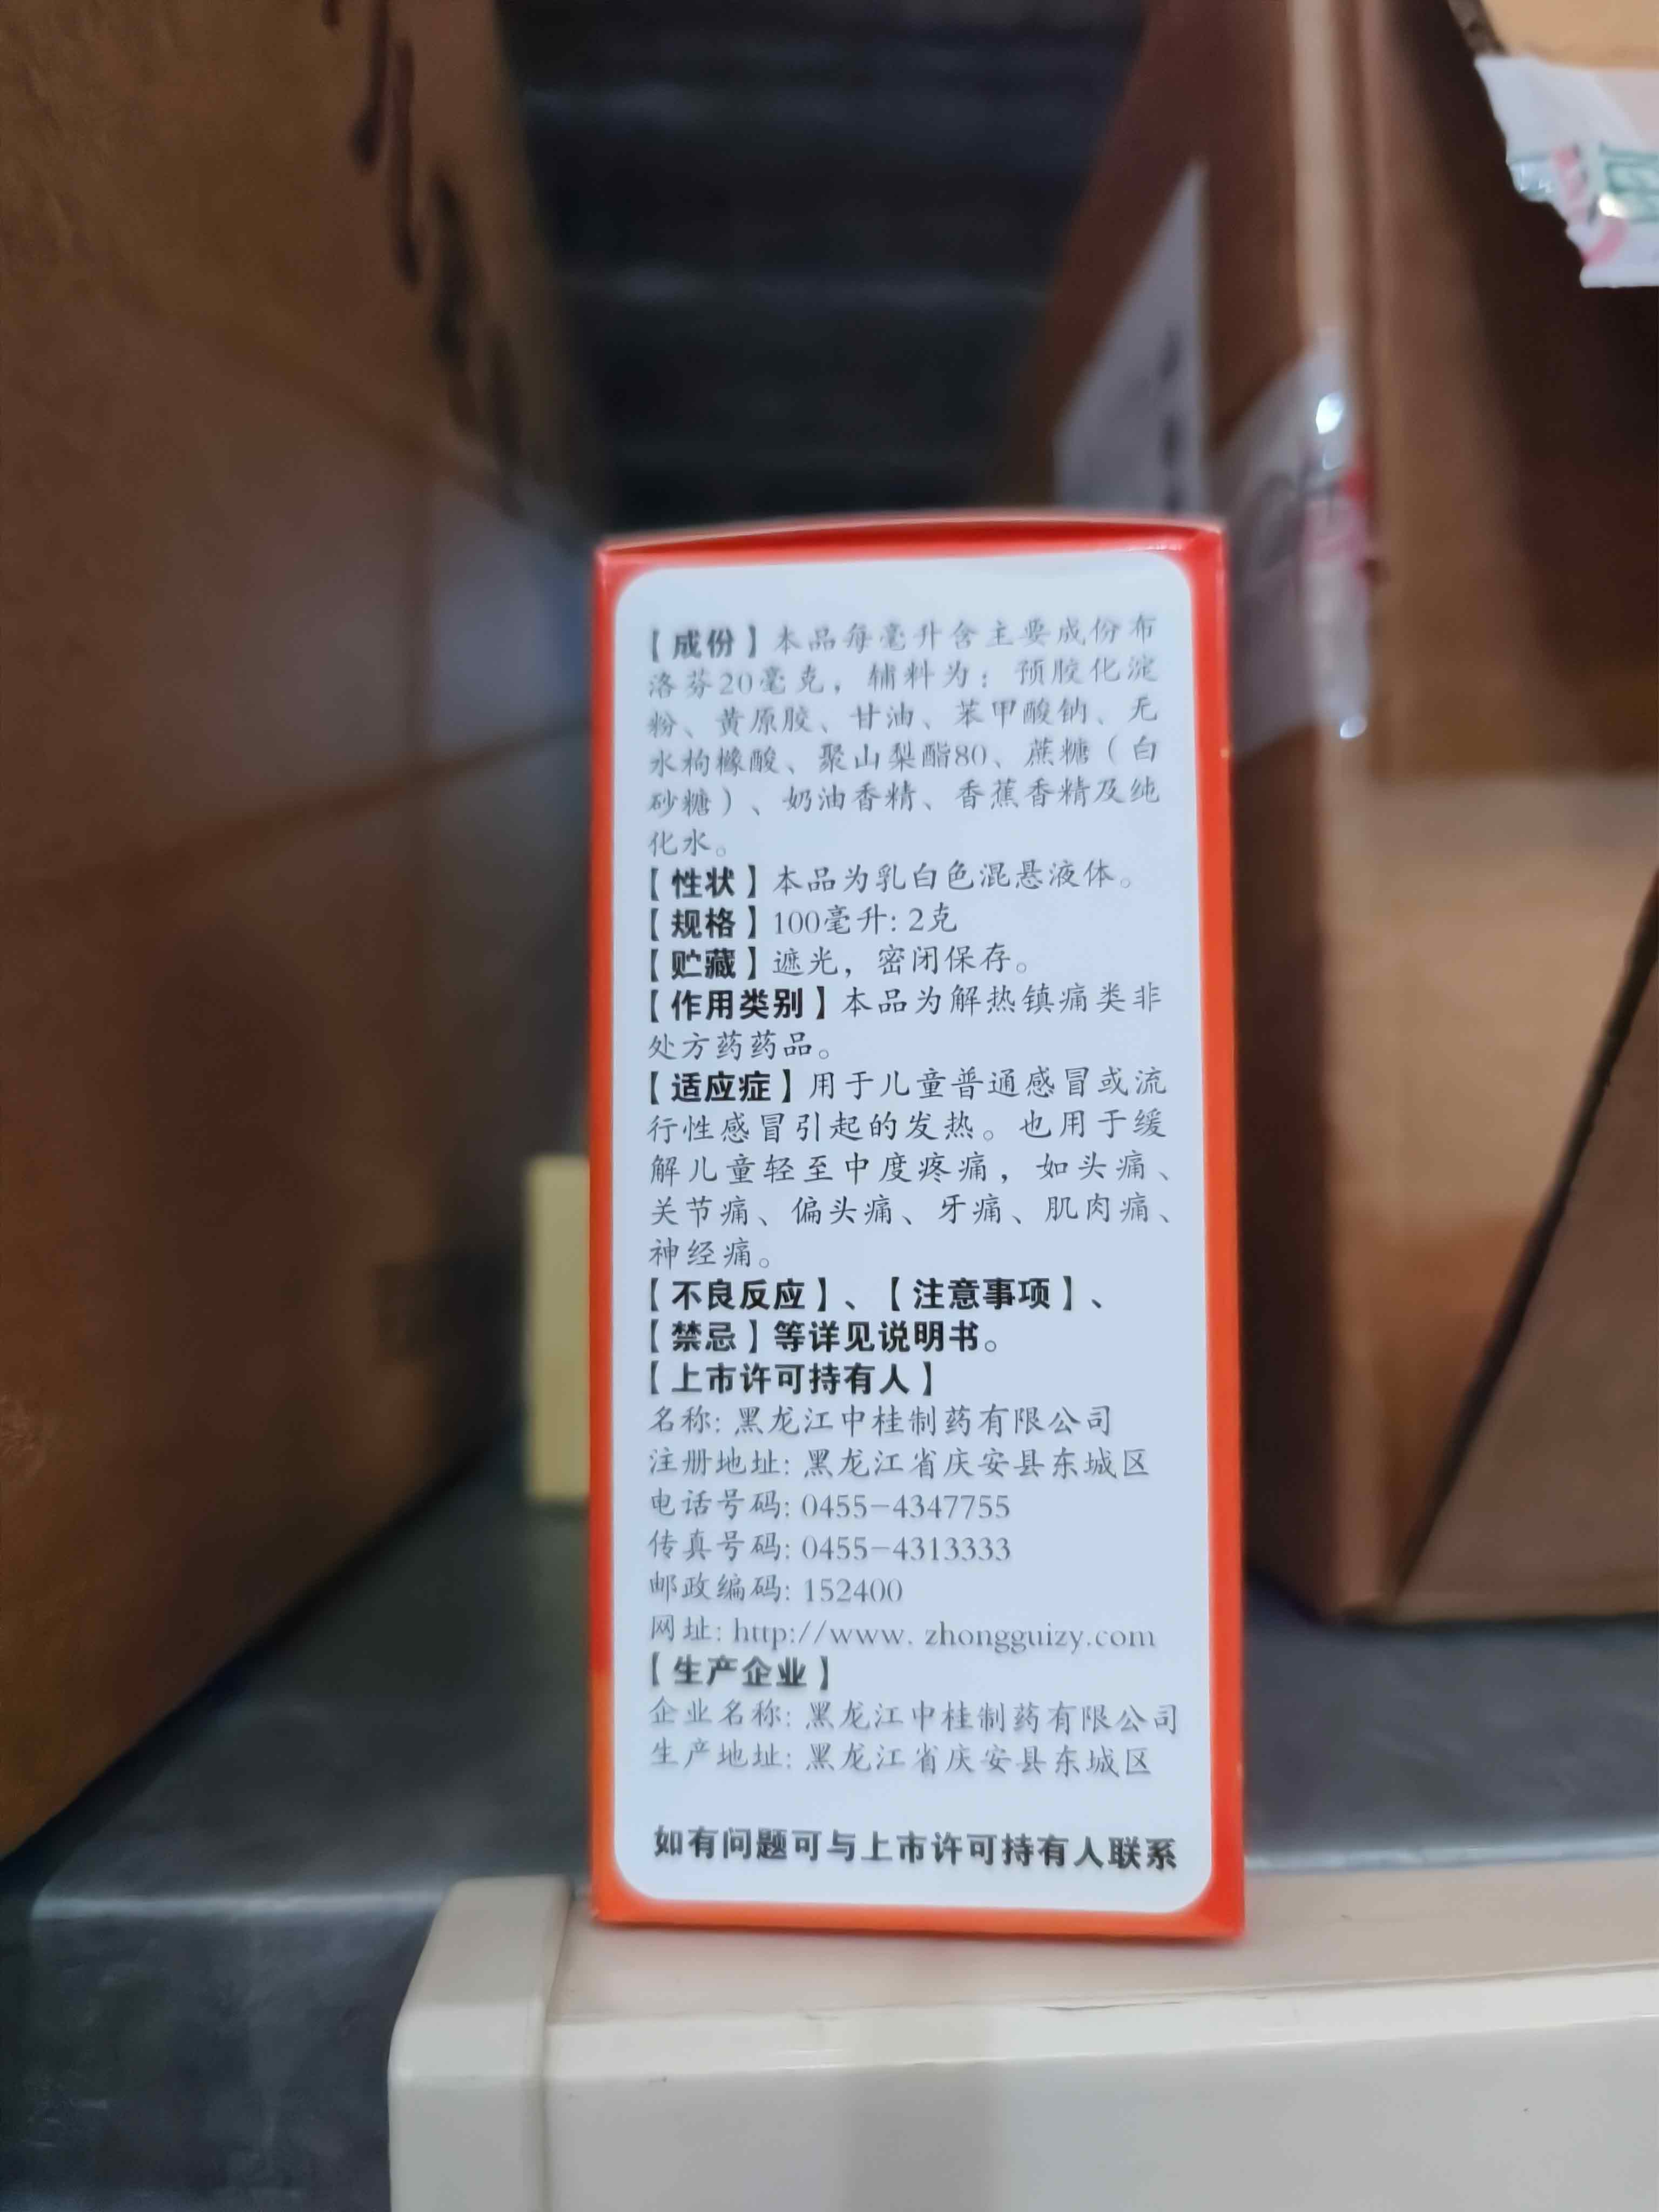 【成份】本品每毫升含主要成份布
洛芬20毫克，辅料为：预胶化淀
粉、黄原胶、甘油、苯甲酸钠、无
水枸橼酸、聚山梨酯80、蔗糖（白
砂糖）、奶油香精、香蕉香精及纯
化水。
【性状】本品为乳白色混悬液体。
【规格】100毫升: 2克
【贮藏】遮光，密闭保存。
【作用类别】本品为解热镇痛类非
处方药药品。
【适应症】用于儿童普通感冒或流
行性感冒引起的发热。也用于缓
解儿童轻至中度疼痛，如头痛、
关节痛、偏头痛、牙痛、肌肉痛、
神经痛。
【不良反应】、【注意事项】、
【禁忌】等详见说明书。
【上市许可持有人】
名称: 黑龙江中桂制药有限公司
注册地址: 黑龙江省庆安县东城区
电话号码: 0455-4347755
传真号码: 0455-4313333
邮政编码: 152400
网址: http://www. zhongguizy.com
【生产企业】
企业名称: 黑龙江中桂制药有限公司
生产地址: 黑龙江省庆安县东城区
如有问题可与上市许可持有人联系